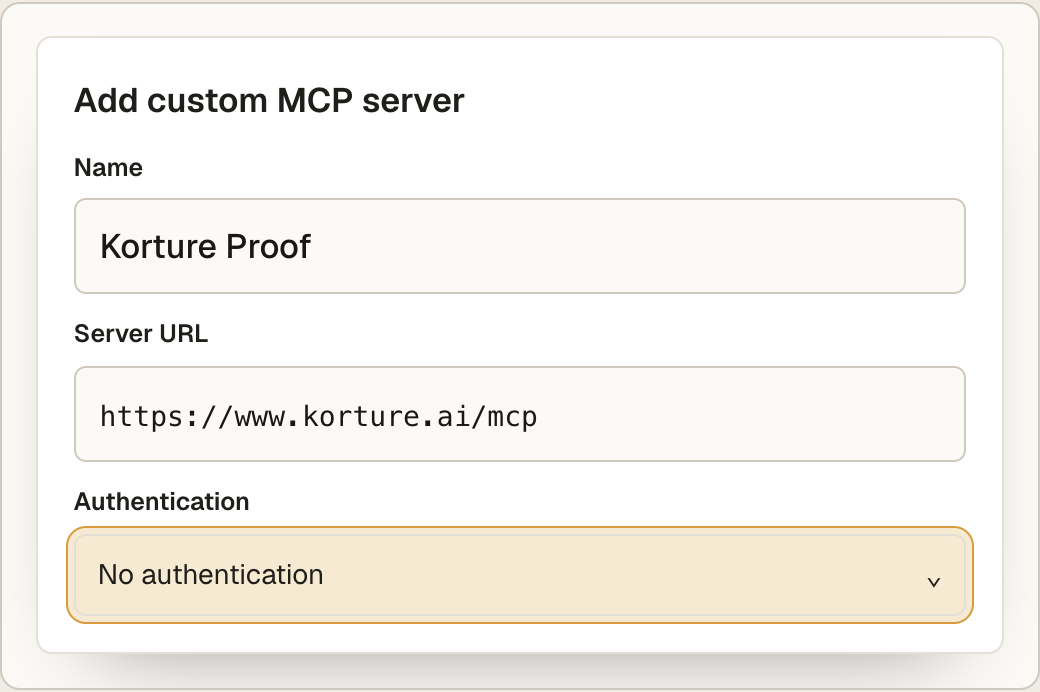 Add custom MCP server
Name
Korture Proof
Server URL
https://www.korture.ai/mcp
Authentication
No authentication